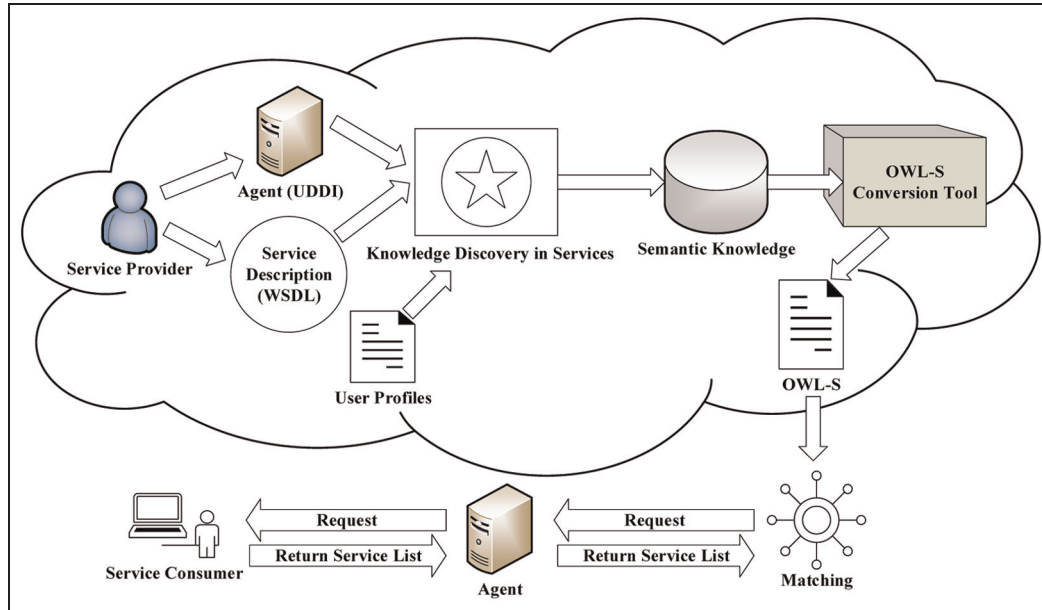 Agent (UDDI)
Service Provider
Service
Description
(WSDL)
Knowledge Discovery in Services
User Profiles
Semantic Knowledge
OWL-S
Conversion Tool
OWL-S
Request
Return Service List
Service Consumer
Agent
Request
Return Service List
Matching